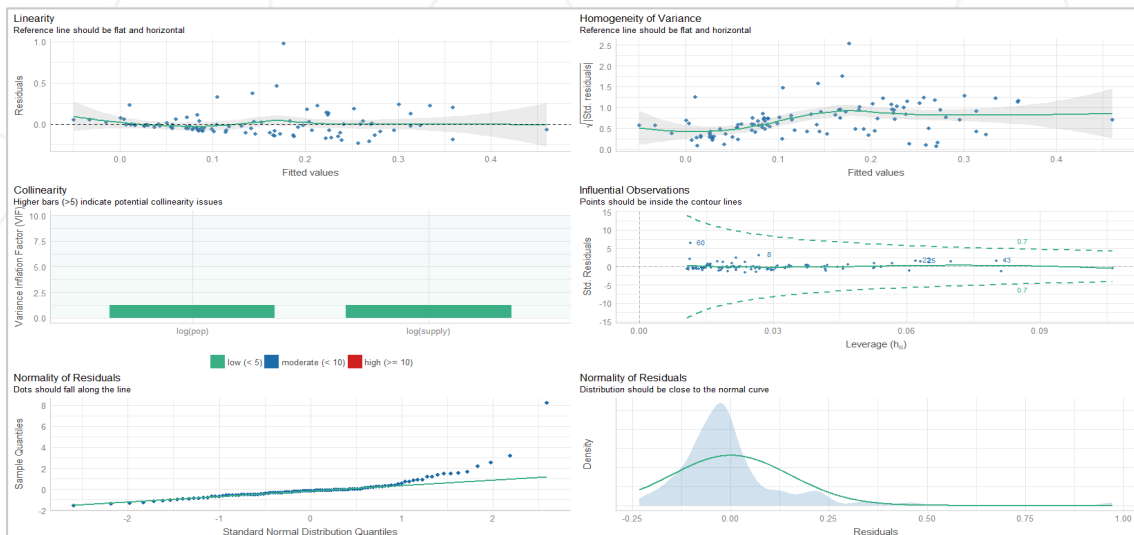 Linearity
Reference line should be flat and horizontal
Residuals
1.0
0.5
0.0
0.0
0.1
0.2
0.3
0.4
Fitted values
Homogeneity of Variance
Reference line should be flat and horizontal
√|Std. residuals|
2.5
2.0
1.5
1.0
0.5
0.0
0.0
0.1
0.2
0.3
0.4
Fitted values
Collinearity
Higher bars (>5) indicate potential collinearity issues
Variance Inflation Factor (VIF)
10.0
7.5
5.0
2.5
0.0
log(pop)
log(supply)
low (< 5)
moderate (< 10)
high (>= 10)
Influential Observations
Points should be inside the contour lines
Std. Residuals
15
10
5
0
-5
-10
-15
60
8
43
0.7
0.7
0.00
0.03
0.06
0.09
Leverage (hᵢᵢ)
Normality of Residuals
Dots should fall along the line
Sample Quantiles
8
6
4
2
0
-2
-1
0
1
2
Standard Normal Distribution Quantiles
Normality of Residuals
Distribution should be close to the normal curve
Density
-0.25
0.00
0.25
0.50
0.75
1.00
Residuals